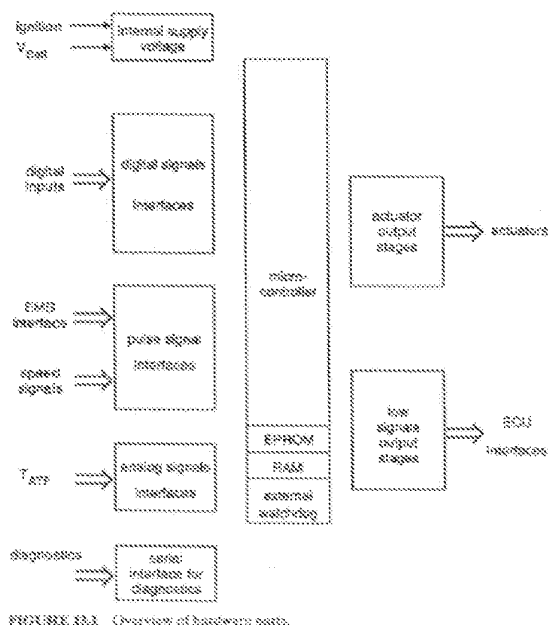 ignition
V Batt
internal supply
voltage
digital
inputs
digital signals
interfaces
EMS
interface
speed
signals
pulse signal
interfaces
T ATF
analog signals
interfaces
diagnostics
serial
interface for
diagnostics
micro-
controller
EPROM
RAM
external
watchdog
actuator
output
stages
actuators
low
signals
output
stages
ECU
interfaces
Overview of hardware parts.